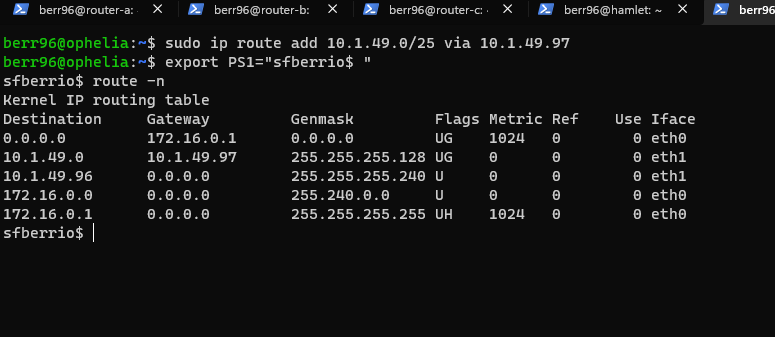 berr96@router-a: ×
berr96@router-b: ×
berr96@router-c: ×
berr96@hamlet: ~ ×
berr96
berr96@ophelia:~$ sudo ip route add 10.1.49.0/25 via 10.1.49.97
berr96@ophelia:~$ export PS1="sfberrio$ "
sfberrio$ route -n
Kernel IP routing table
Destination Gateway Genmask Flags Metric Ref Use Iface
0.0.0.0 172.16.0.1 0.0.0.0 UG 1024 0 0 eth0
10.1.49.0 10.1.49.97 255.255.255.128 UG 0 0 0 eth1
10.1.49.96 0.0.0.0 255.255.255.240 U 0 0 0 eth1
172.16.0.0 0.0.0.0 255.240.0.0 U 0 0 0 eth0
172.16.0.1 0.0.0.0 255.255.255.255 UH 1024 0 0 eth0
sfberrio$